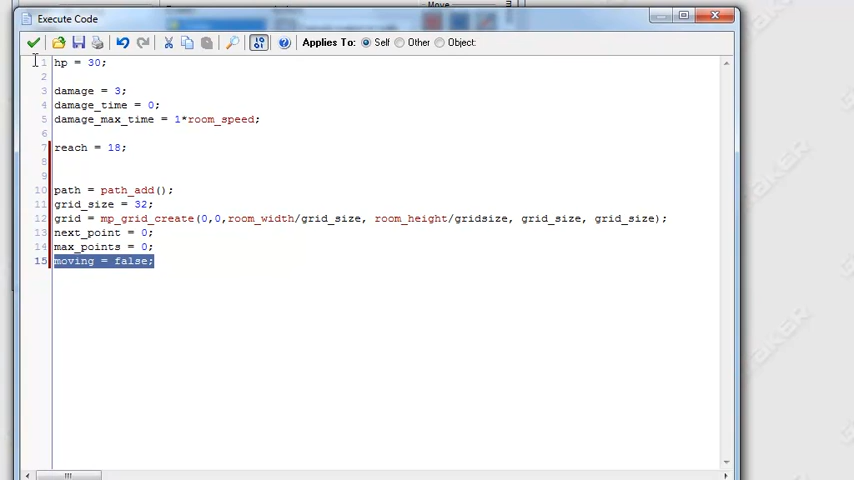 Move
Execute Code
Applies To: Self Other Object:
1 hp = 30;
2
3 damage = 3;
4 damage_time = 0;
5 damage_max_time = 1*room_speed;
6
7 reach = 18;
8
9
10 path = path_add();
11 grid_size = 32;
12 grid = mp_grid_create(0,0,room_width/grid_size, room_height/gridsize, grid_size, grid_size);
13 next_point = 0;
14 max_points = 0;
15 moving = false;